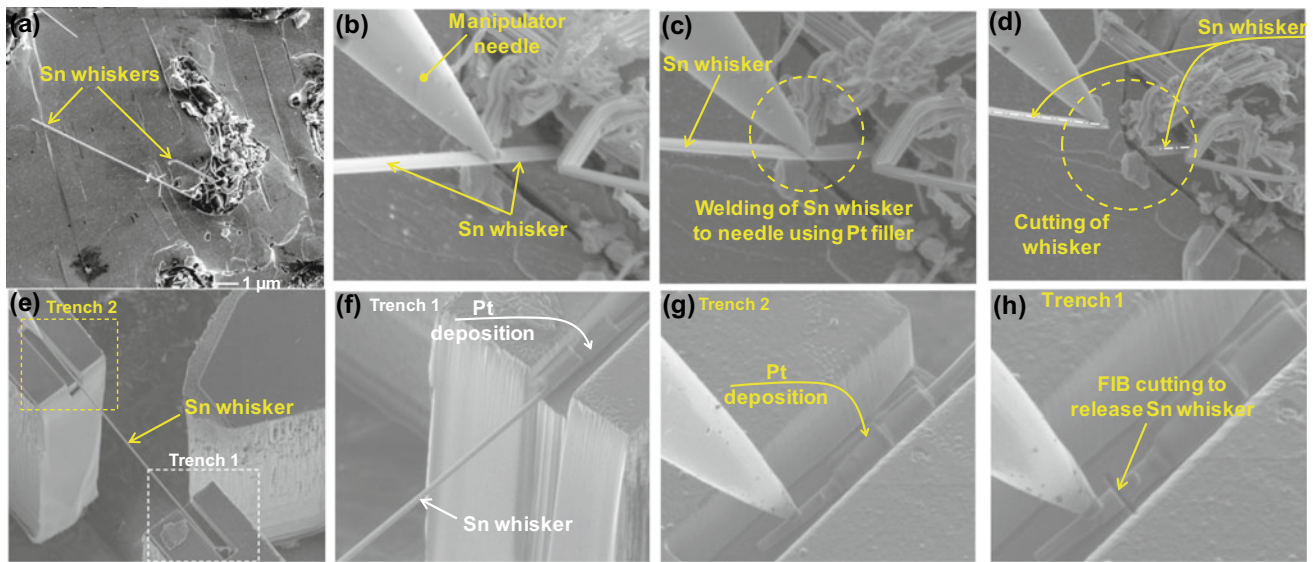 (a)
Sn whiskers
1 μm
(b)
Manipulator
needle
Sn whisker
(c)
Sn whisker
Welding of Sn whisker
to needle using Pt filler
(d)
Sn whisker
Cutting of
whisker
(e)
Trench 2
Sn whisker
Trench 1
(f)
Trench 1
Pt
deposition
Sn whisker
(g)
Trench 2
Pt
deposition
(h)
Trench 1
FIB cutting to
release Sn whisker